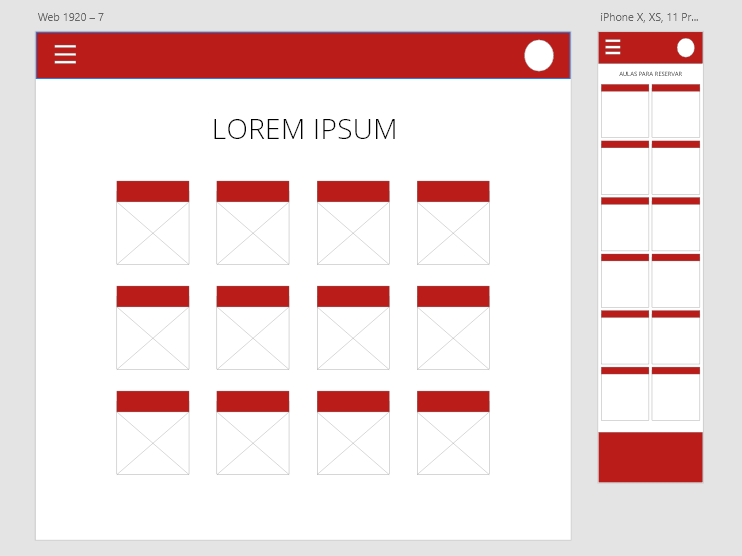 Web 1920 – 7
iPhone X, XS, 11 Pr...
LOREM IPSUM
AULAS PARA RESERVAR